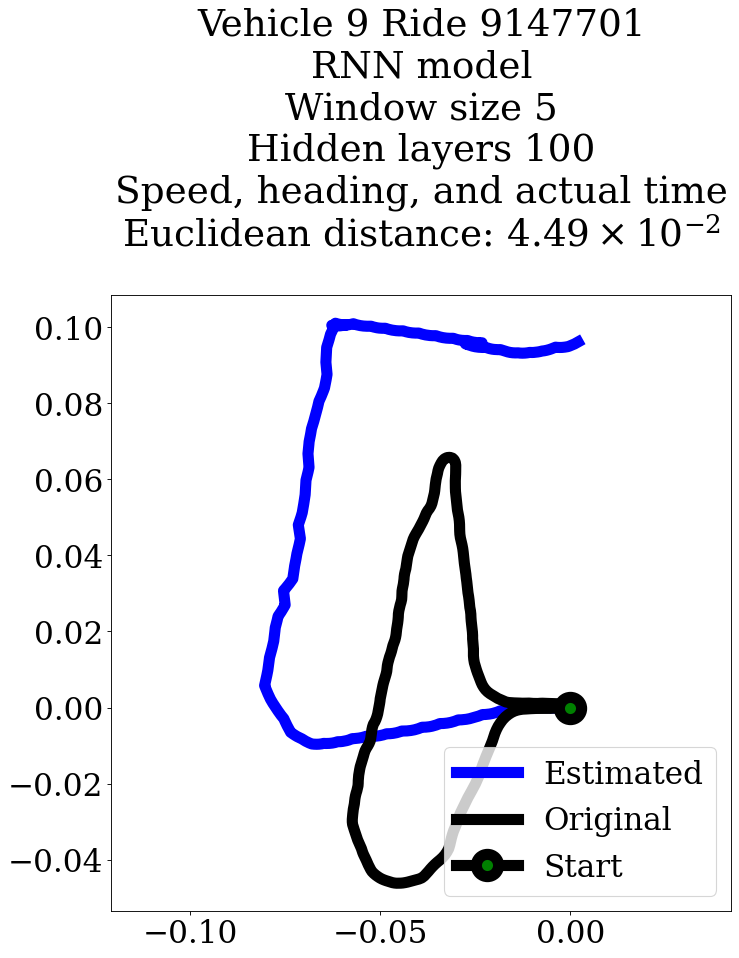 Vehicle 9 Ride 9147701
RNN model
Window size 5
Hidden layers 100
Speed, heading, and actual time
Euclidean distance: 4.49 × 10⁻²
0.10
0.08
0.06
0.04
0.02
0.00
−0.02
−0.04
Estimated
Original
Start
−0.10
−0.05
0.00